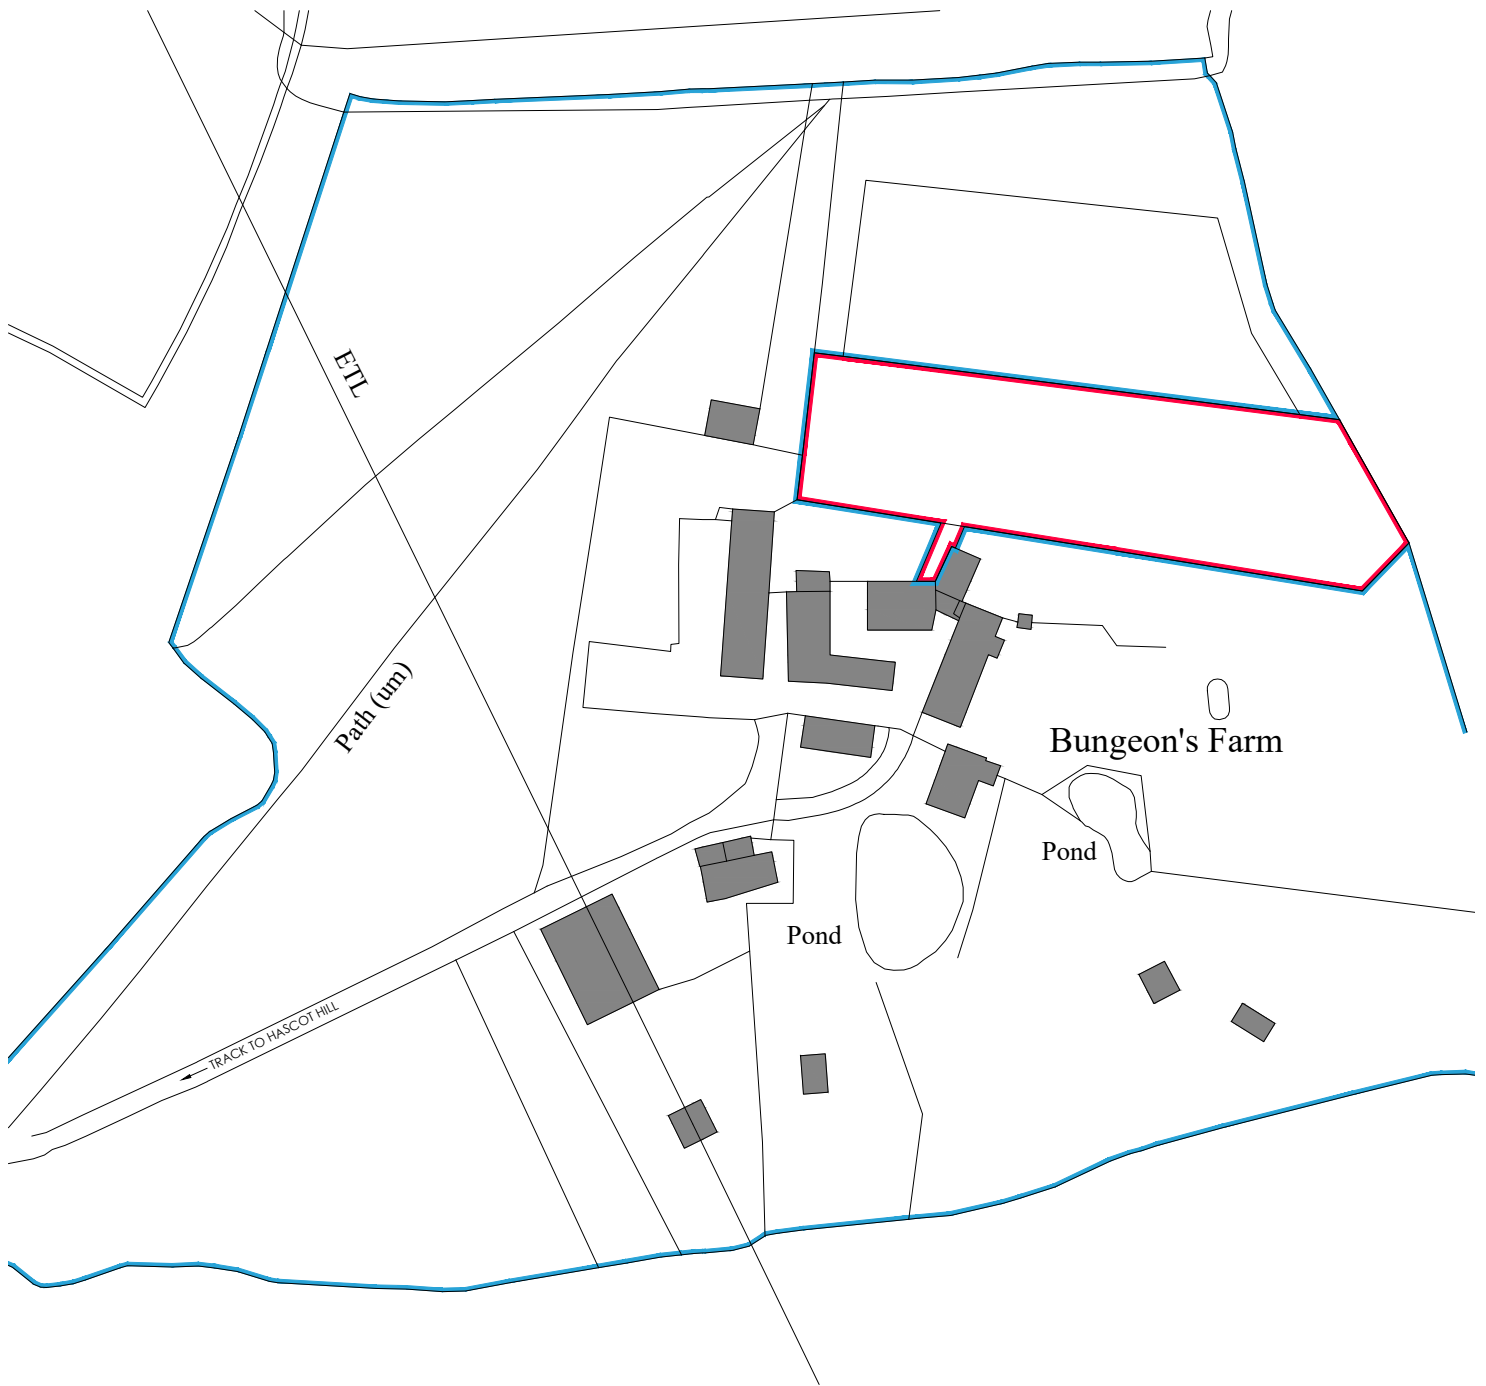 ETL
Path (um)
Bungeon's Farm
Pond
Pond
TRACK TO HASCOT HILL